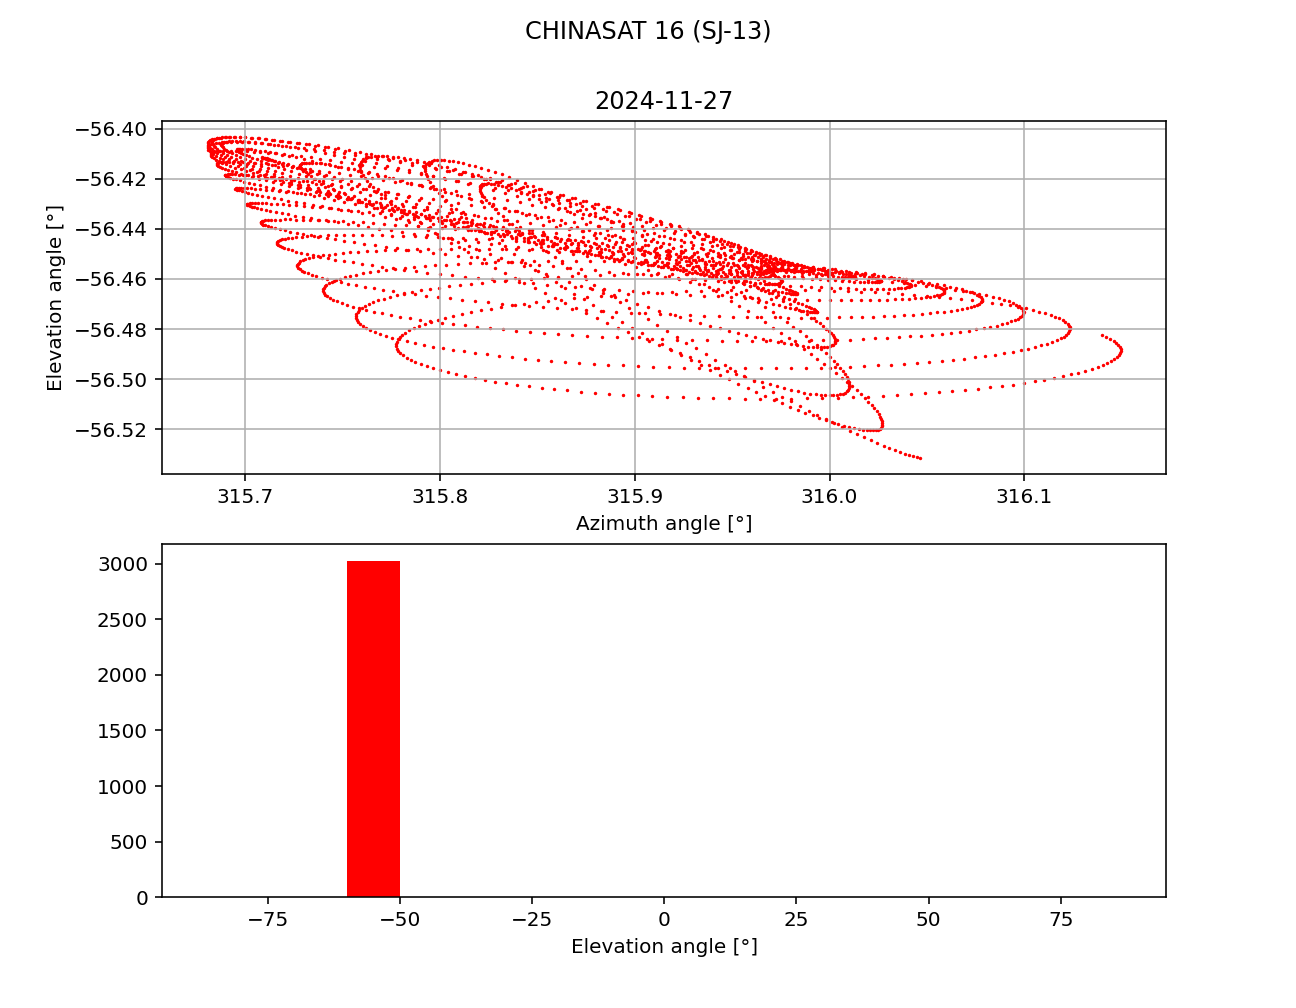 CHINASAT 16 (SJ-13)
2024-11-27
−56.40
−56.42
−56.44
−56.46
−56.48
−56.50
−56.52
Elevation angle [°]
315.7 315.8 315.9 316.0 316.1
Azimuth angle [°]
3000
2500
2000
1500
1000
500
0
−75 −50 −25 0 25 50 75
Elevation angle [°]